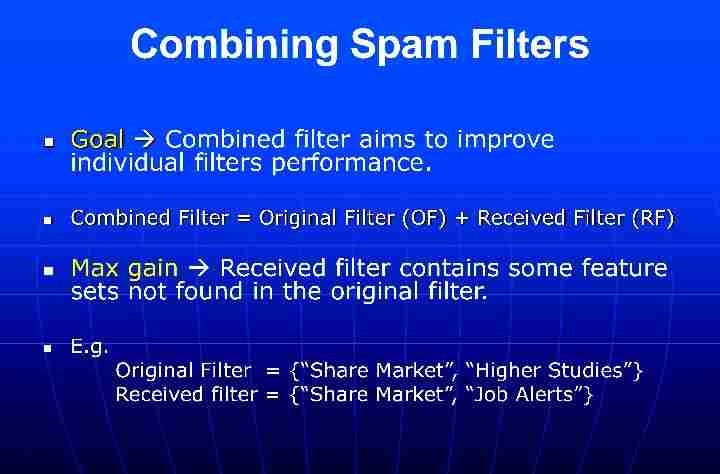 Combining Spam Filters
Goal → Combined filter aims to improve
individual filters performance.
Combined Filter = Original Filter (OF) + Received Filter (RF)
Max gain → Received filter contains some feature
sets not found in the original filter.
E.g.
Original Filter = {“Share Market”, “Higher Studies”}
Received filter = {“Share Market”, “Job Alerts”}